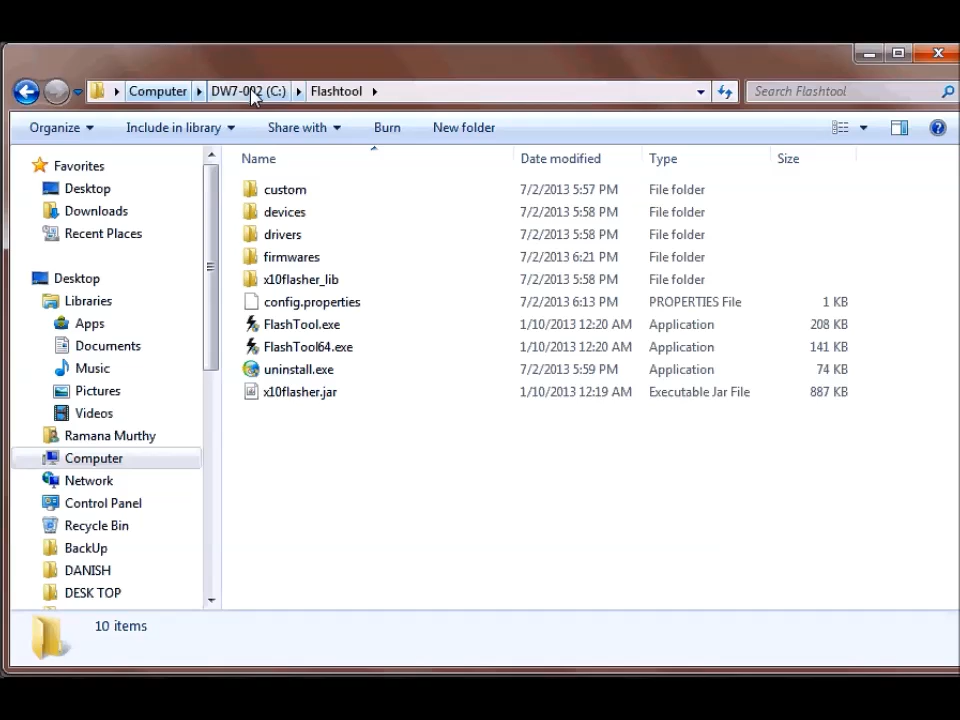 Computer DW7-002 (C:) Flashtool Search Flashtool
Organize Include in library Share with Burn New folder
Name Date modified Type Size
Favorites
Desktop
Downloads
Recent Places
Desktop
Libraries
Apps
Documents
Music
Pictures
Videos
Ramana Murthy
Computer
Network
Control Panel
Recycle Bin
BackUp
DANISH
DESK TOP
custom 7/2/2013 5:57 PM File folder
devices 7/2/2013 5:58 PM File folder
drivers 7/2/2013 5:58 PM File folder
firmwares 7/2/2013 6:21 PM File folder
x10flasher_lib 7/2/2013 5:58 PM File folder
config.properties 7/2/2013 6:13 PM PROPERTIES File 1 KB
FlashTool.exe 1/10/2013 12:20 AM Application 208 KB
FlashTool64.exe 1/10/2013 12:20 AM Application 141 KB
uninstall.exe 7/2/2013 5:59 PM Application 74 KB
x10flasher.jar 1/10/2013 12:19 AM Executable Jar File 887 KB
10 items